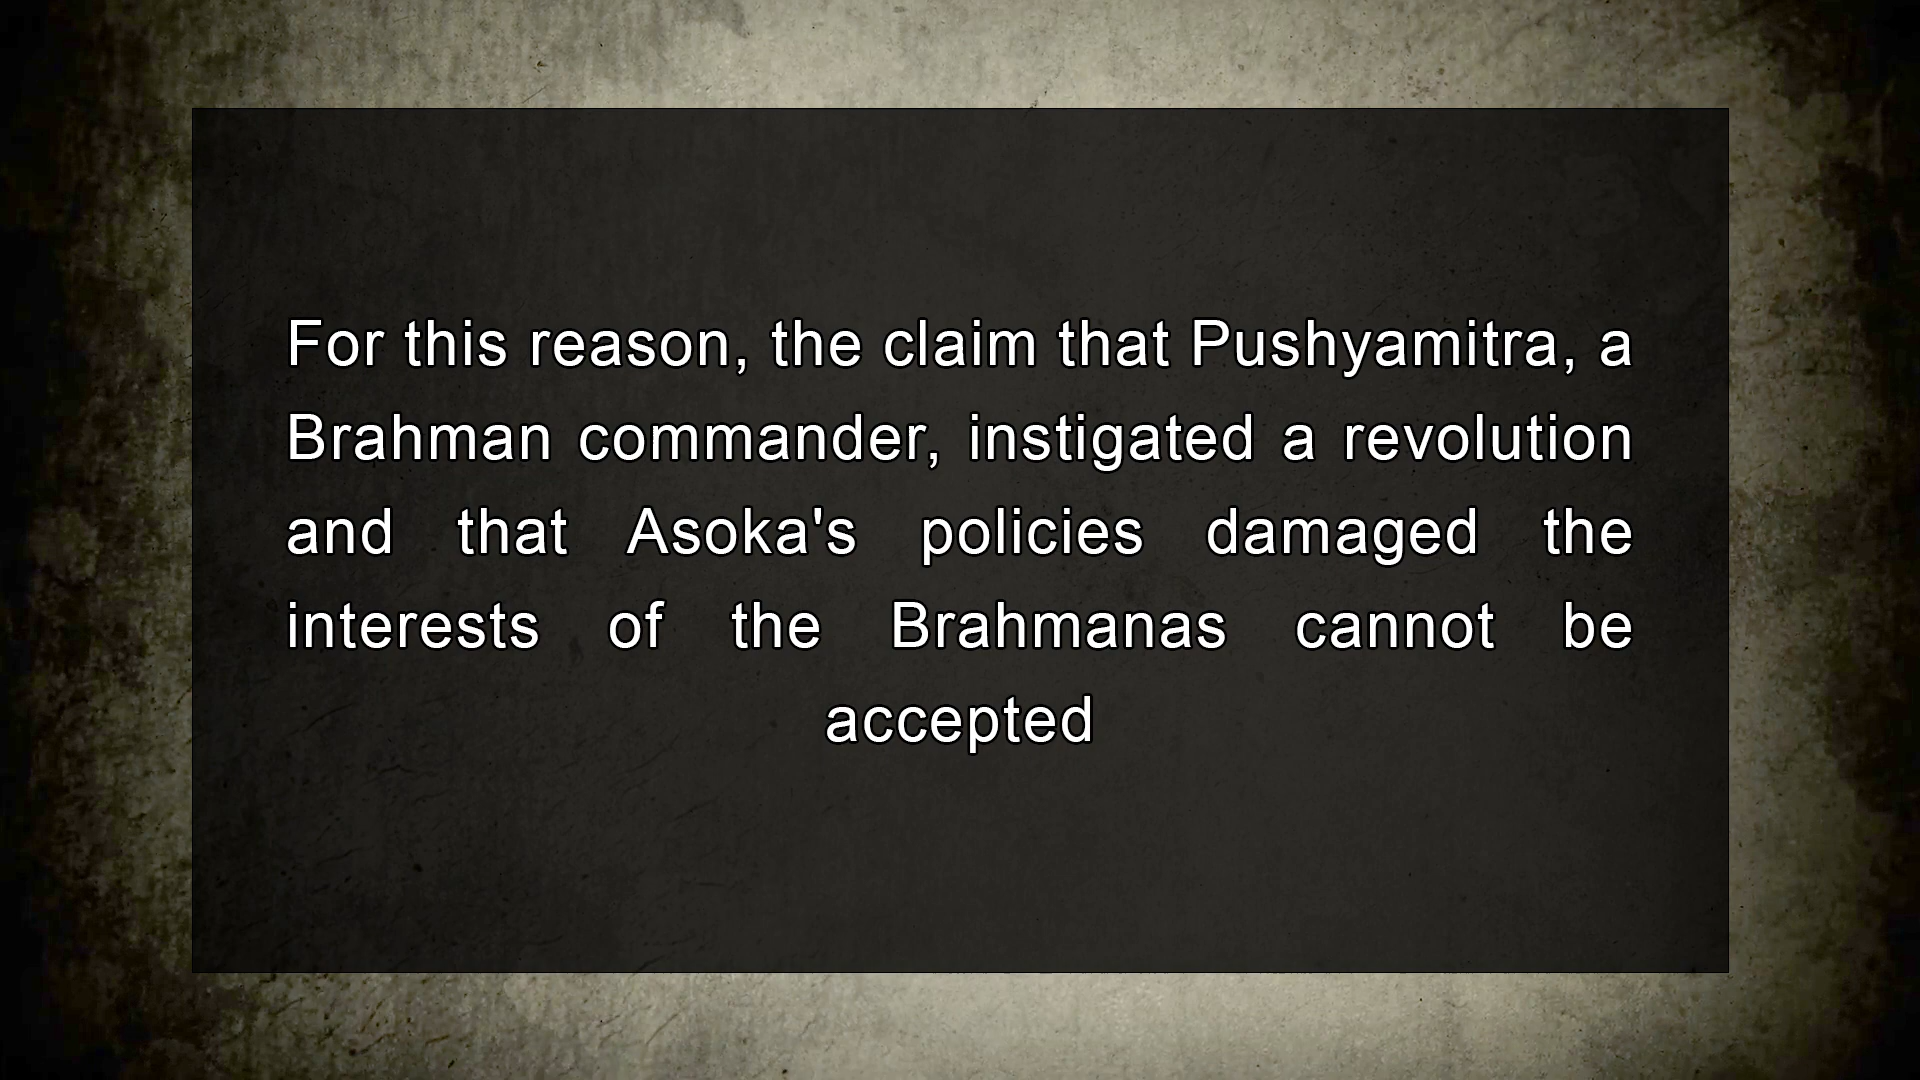 For this reason, the claim that Pushyamitra, a
Brahman commander, instigated a revolution
and that Asoka's policies damaged the
interests of the Brahmanas cannot be
accepted